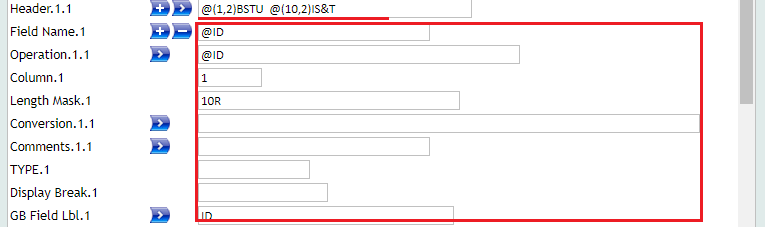 Header.1.1 @(1,2)BSTU @(10,2)IS&T
Field Name.1 @ID
Operation.1.1 @ID
Column.1 1
Length Mask.1 10R
Conversion.1.1
Comments.1.1
TYPE.1
Display Break.1
GB Field Lbl.1 ID